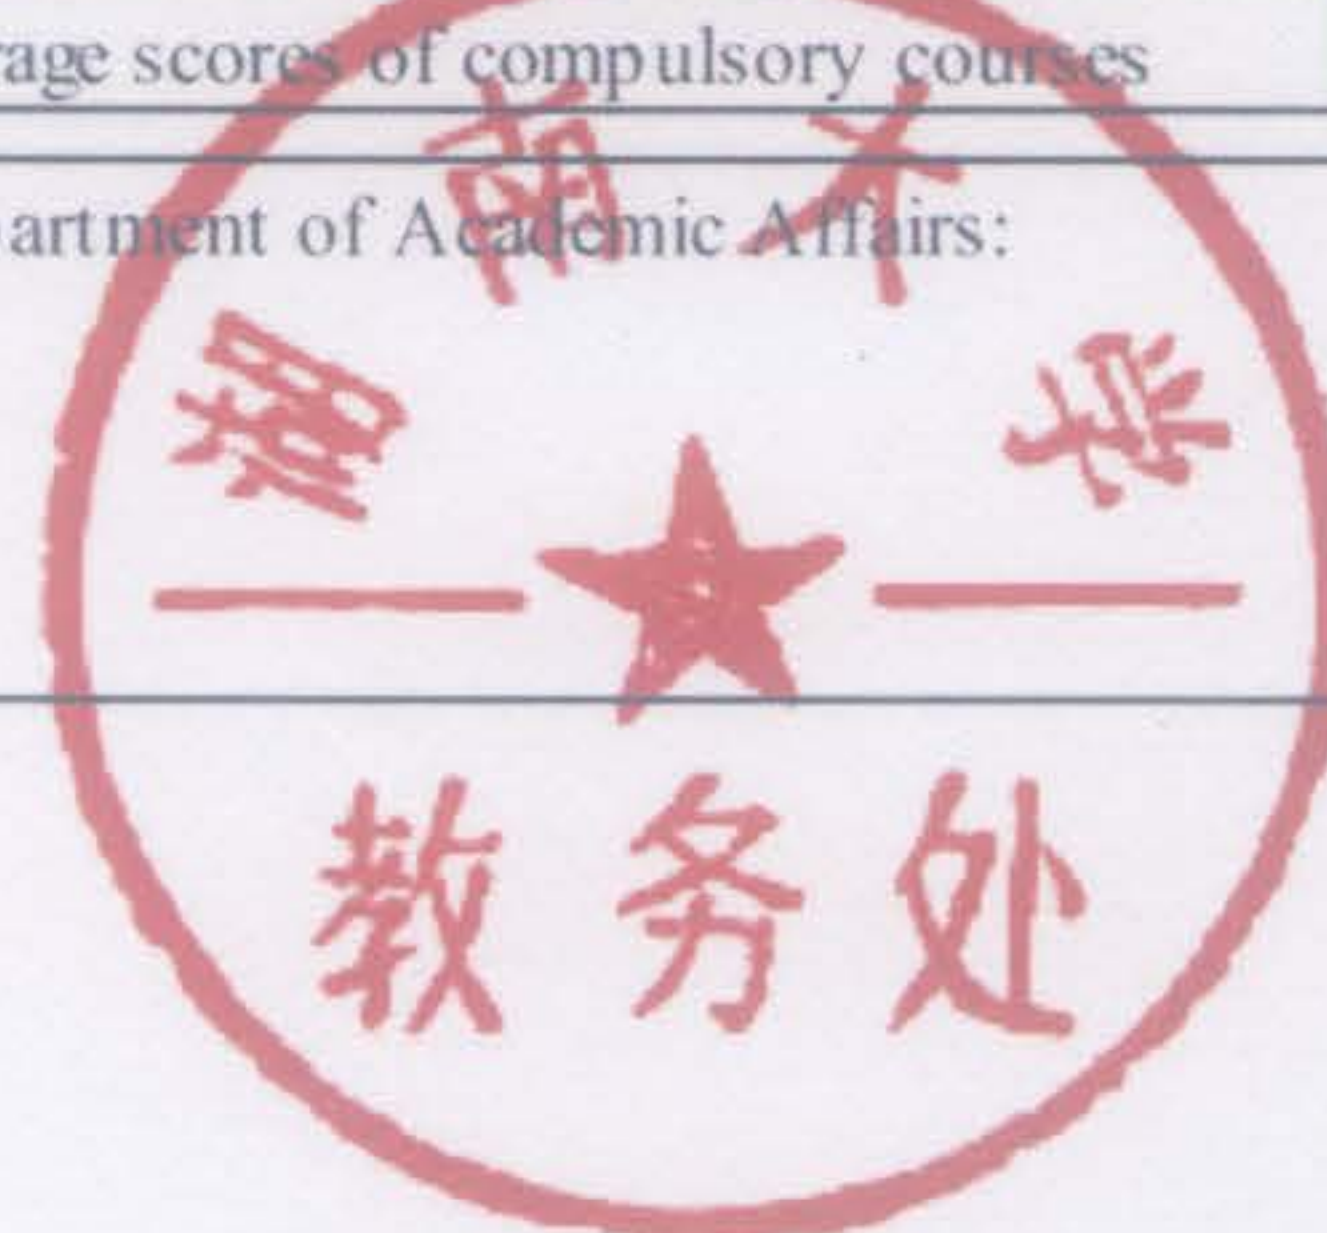 rage scores of compulsory courses
artment of Academic Affairs:
湖南大学
教务处